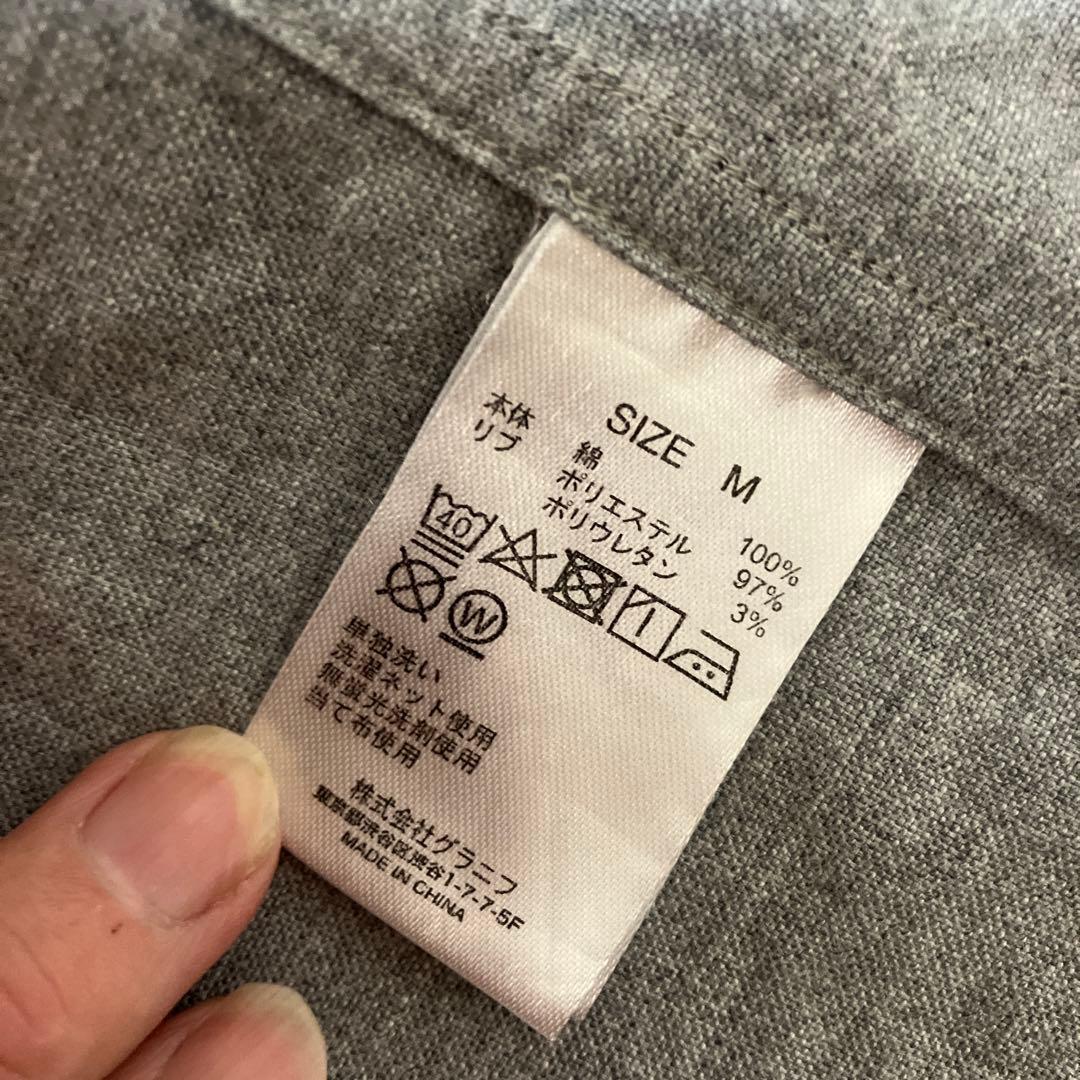 SIZE M
本体 綿 100%
リブ ポリエステル 97%
ポリウレタン 3%
40
W
単独洗い
洗濯ネット使用
無蛍光洗剤使用
当て布使用
株式会社グラニフ
東京都渋谷区渋谷1-7-7-5F
MADE IN CHINA